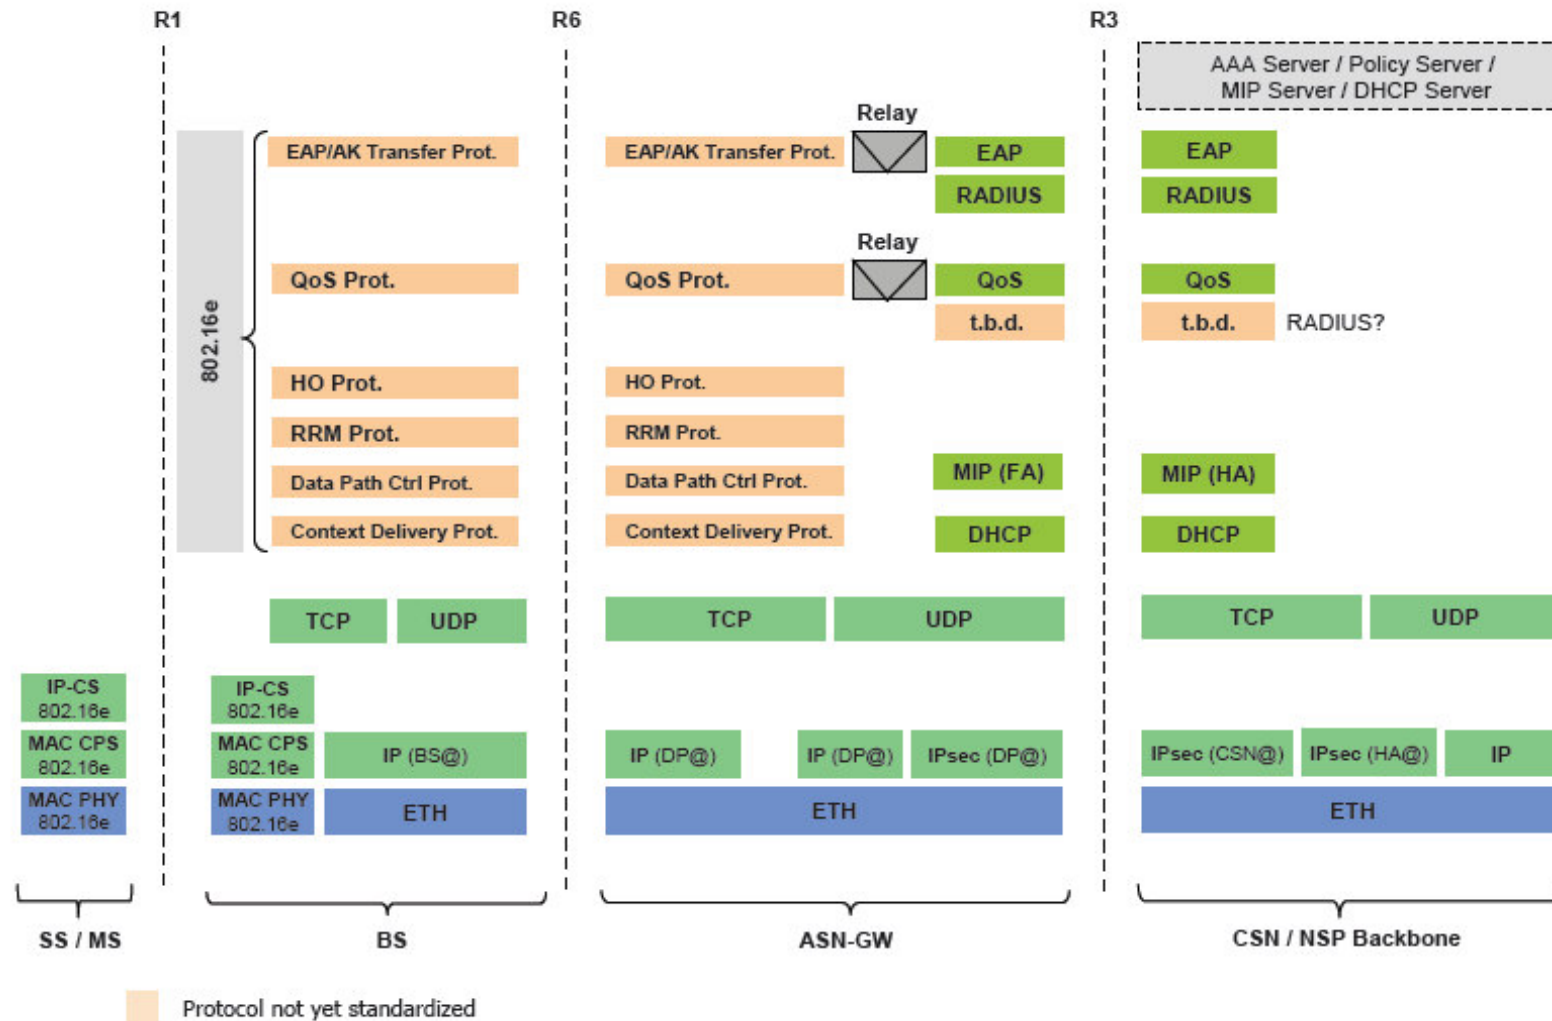 R1
R6
R3
AAA Server / Policy Server /
MIP Server / DHCP Server
Relay
EAP/AK Transfer Prot.
EAP/AK Transfer Prot.
EAP
EAP
RADIUS
RADIUS
Relay
802.16e
QoS Prot.
QoS Prot.
QoS
QoS
t.b.d.
t.b.d.
RADIUS?
HO Prot.
HO Prot.
RRM Prot.
RRM Prot.
Data Path Ctrl Prot.
Data Path Ctrl Prot.
MIP (FA)
MIP (HA)
Context Delivery Prot.
Context Delivery Prot.
DHCP
DHCP
TCP
UDP
TCP
UDP
TCP
UDP
IP-CS
802.16e
IP-CS
802.16e
MAC CPS
802.16e
MAC CPS
802.16e
IP (BS@)
IP (DP@)
IP (DP@)
IPsec (DP@)
IPsec (CSN@)
IPsec (HA@)
IP
MAC PHY
802.16e
MAC PHY
802.16e
ETH
ETH
ETH
SS / MS
BS
ASN-GW
CSN / NSP Backbone
Protocol not yet standardized